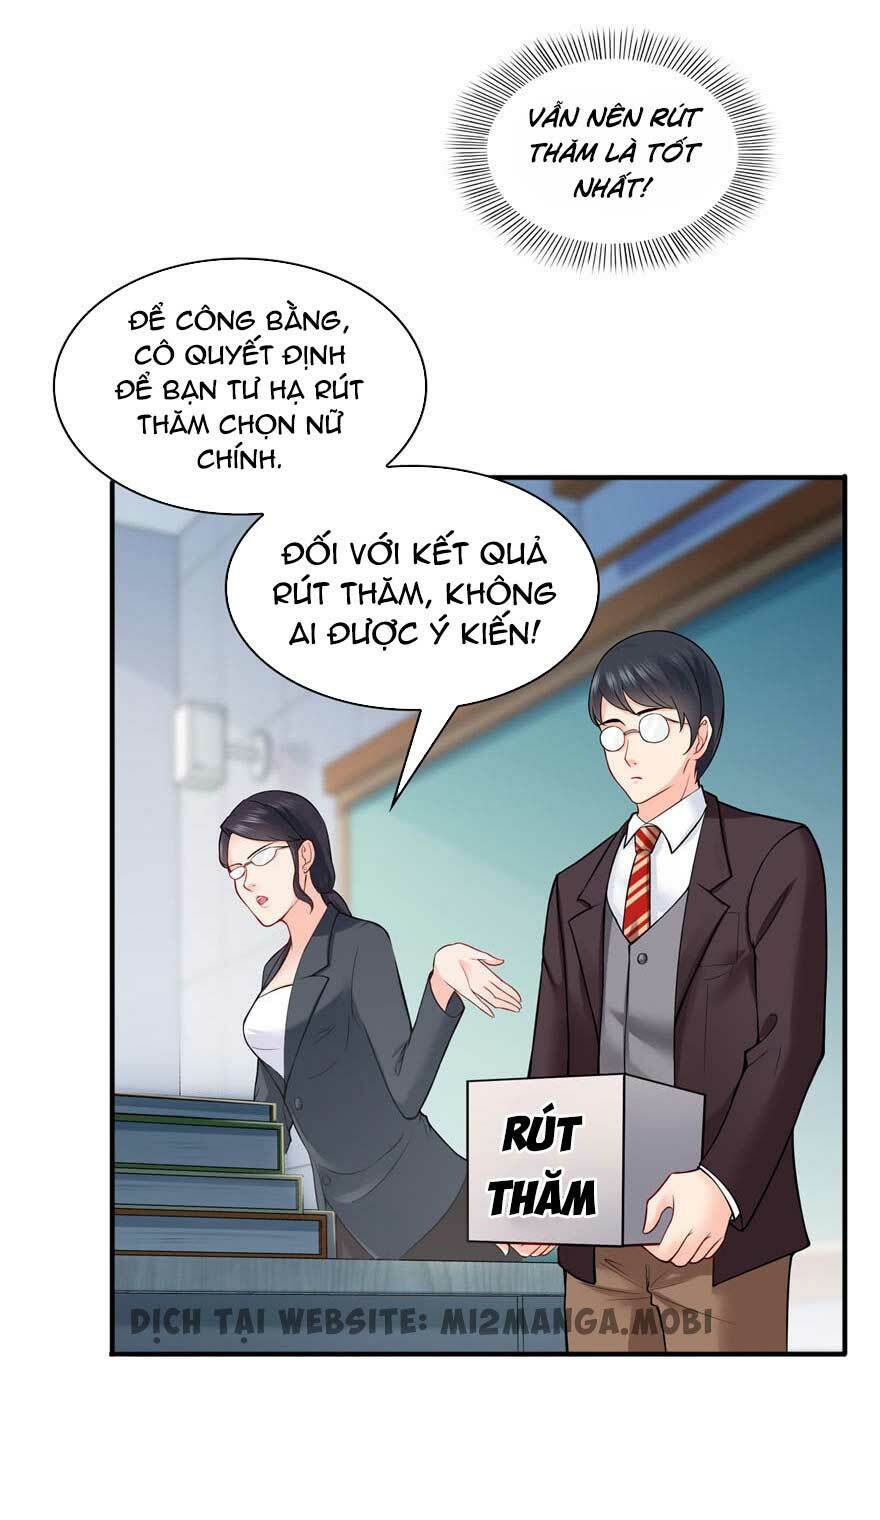 VẪN NÊN RÚT
THĂM LÀ TỐT
NHẤT!
ĐỂ CÔNG BẰNG,
CÔ QUYẾT ĐỊNH
ĐỂ BẠN TƯ HẠ RÚT
THĂM CHỌN NỮ
CHÍNH.
ĐỐI VỚI KẾT QUẢ
RÚT THĂM, KHÔNG
AI ĐƯỢC Ý KIẾN!
RÚT
THĂM
DỊCH TẠI WEBSITE: MI2MANGA.MOBI